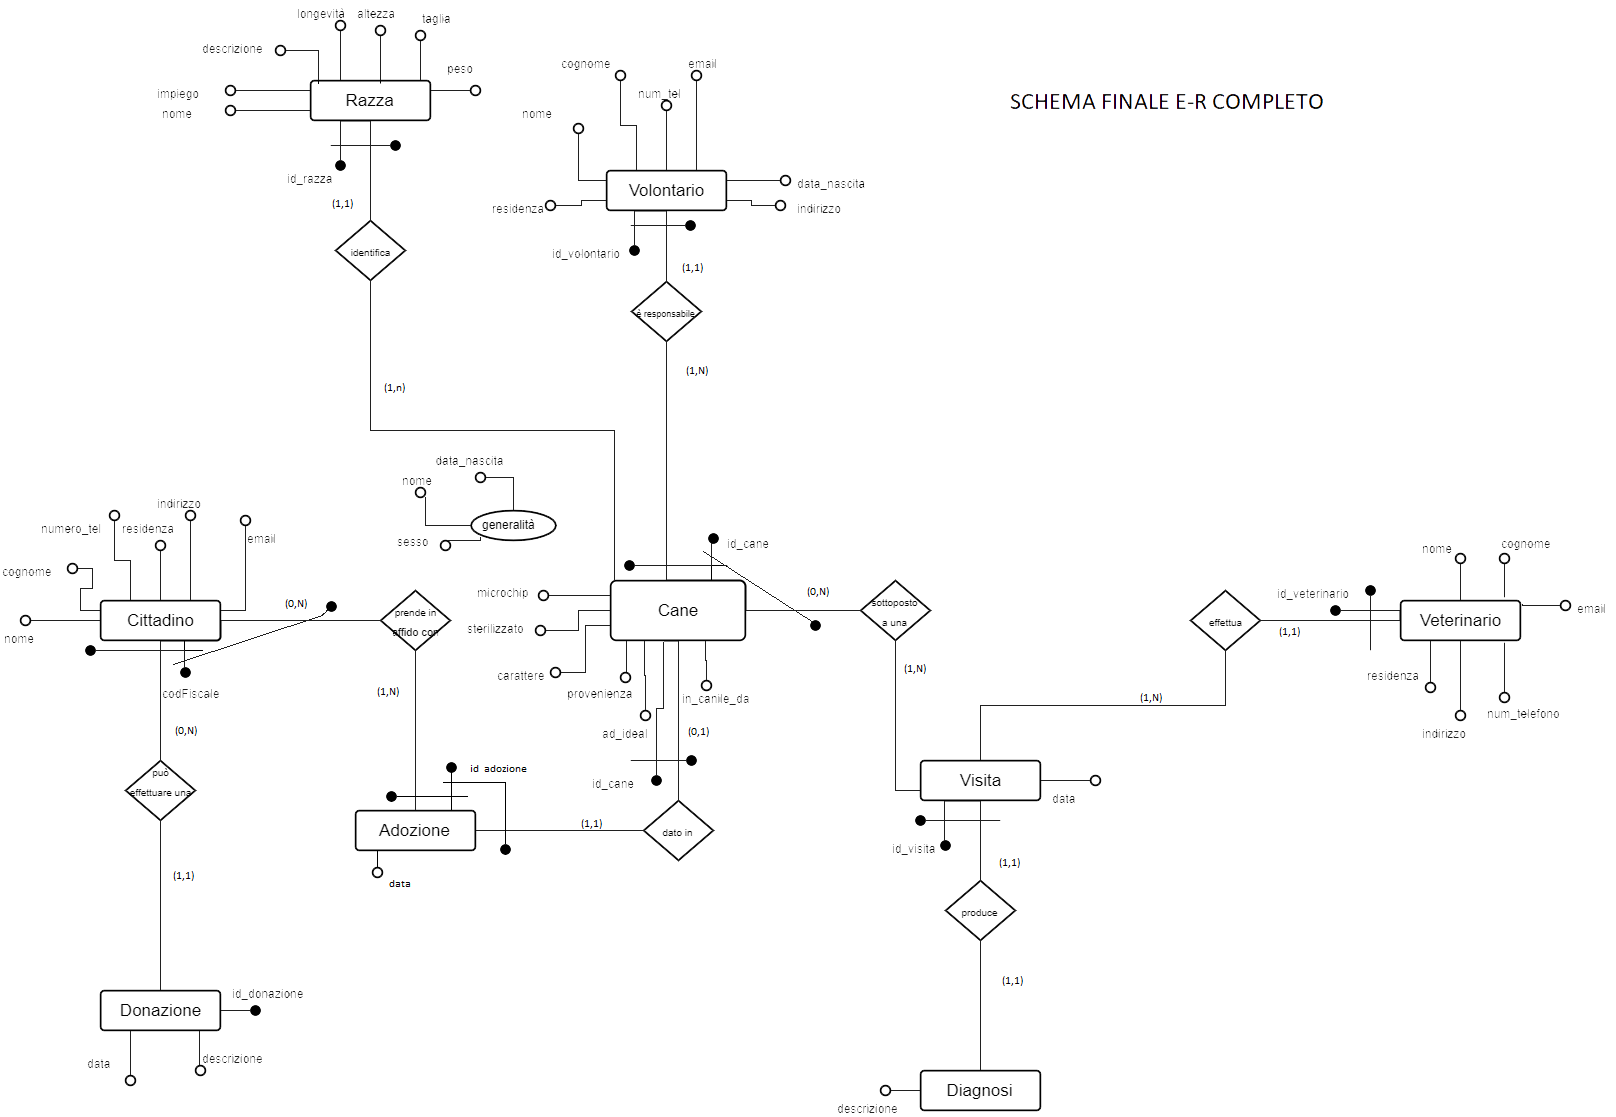 SCHEMA FINALE E-R COMPLETO
longevità
altezza
taglia
descrizione
peso
impiego
nome
Razza
id_razza
(1,1)
identifica
(1,n)
cognome
email
num_tel
nome
Volontario
data_nascita
residenza
indirizzo
id_volontario
(1,1)
è responsabile
(1,N)
data_nascita
nome
generalità
sesso
indirizzo
numero_tel
residenza
email
cognome
nome
Cittadino
codFiscale
(0,N)
prende in
affido con
(1,N)
(0,N)
può
effettuare una
(1,1)
Donazione
id_donazione
data
descrizione
id_cane
microchip
Cane
sterilizzato
carattere
provenienza
in_canile_da
ad_ideal
id_cane
(0,1)
(0,N)
sottoposto
a una
(1,N)
id_adozione
Adozione
data
(1,1)
dato in
effettua
(1,1)
(1,N)
nome
cognome
id_veterinario
Veterinario
email
residenza
num_telefono
indirizzo
Visita
data
id_visita
(1,1)
produce
(1,1)
Diagnosi
descrizione